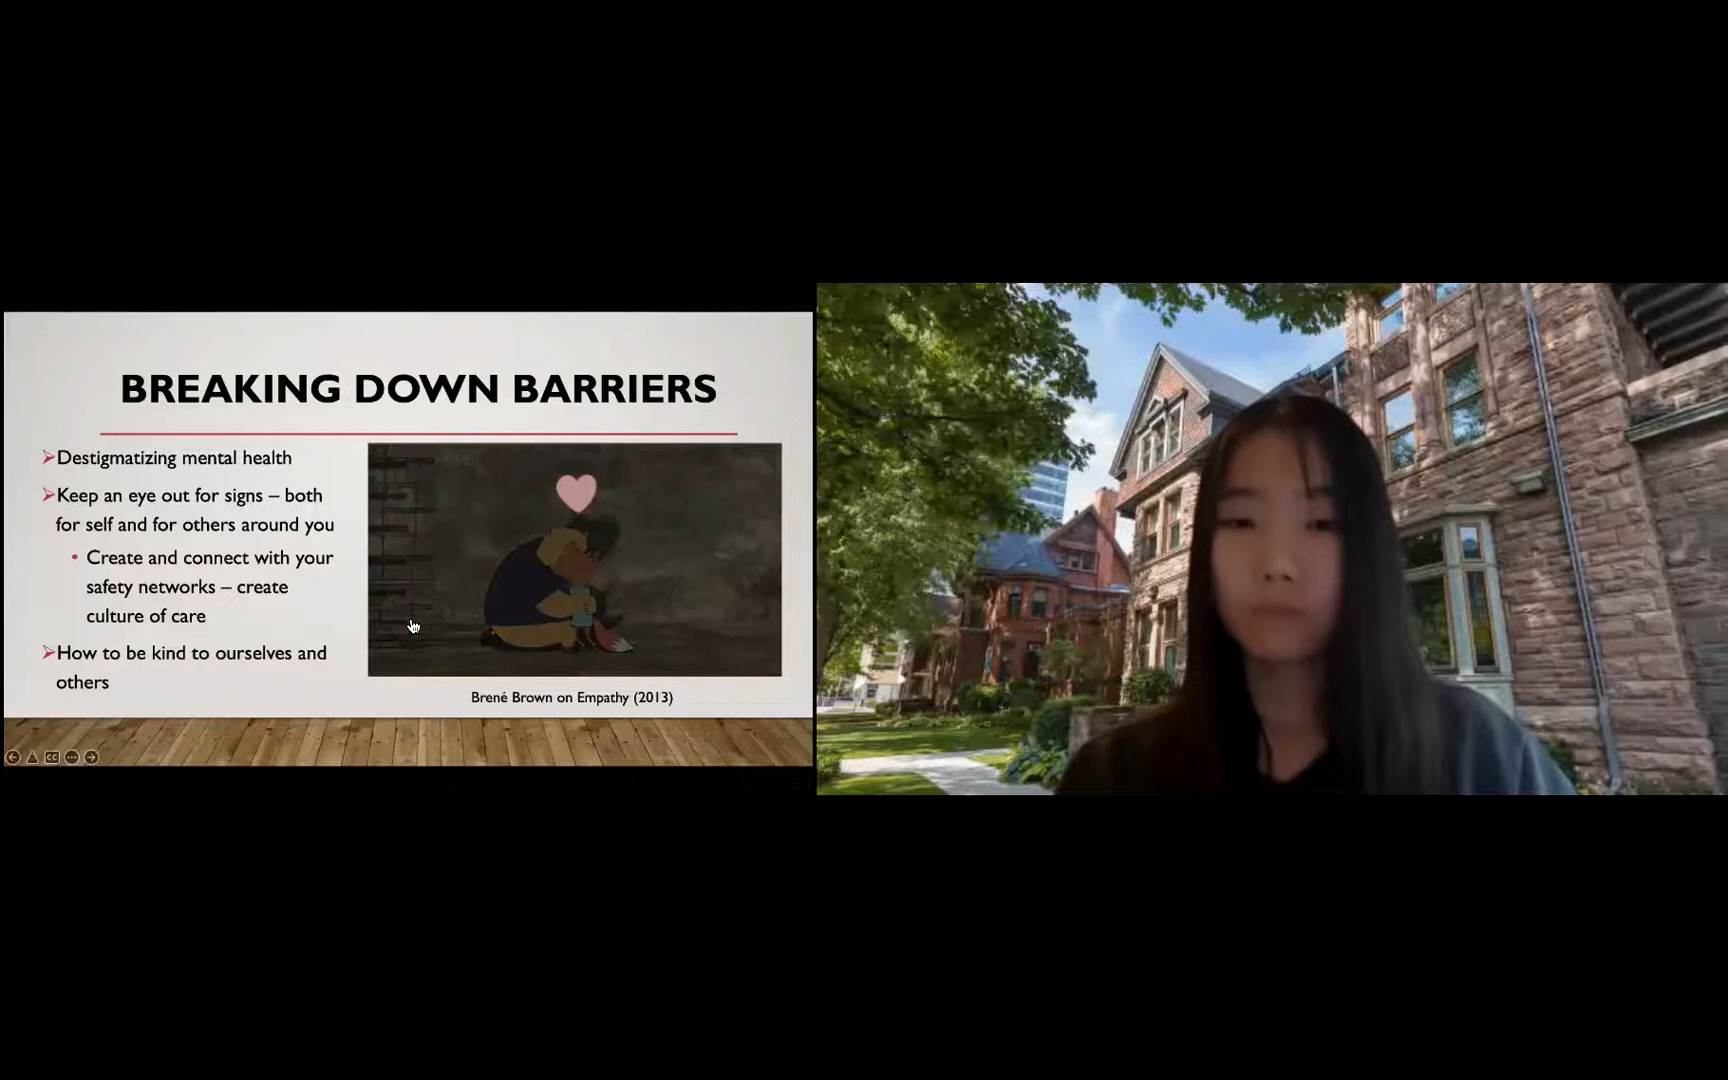 BREAKING DOWN BARRIERS
➢Destigmatizing mental health
➢Keep an eye out for signs – both
for self and for others around you
• Create and connect with your
safety networks – create
culture of care
➢How to be kind to ourselves and
others
Brené Brown on Empathy (2013)
CC